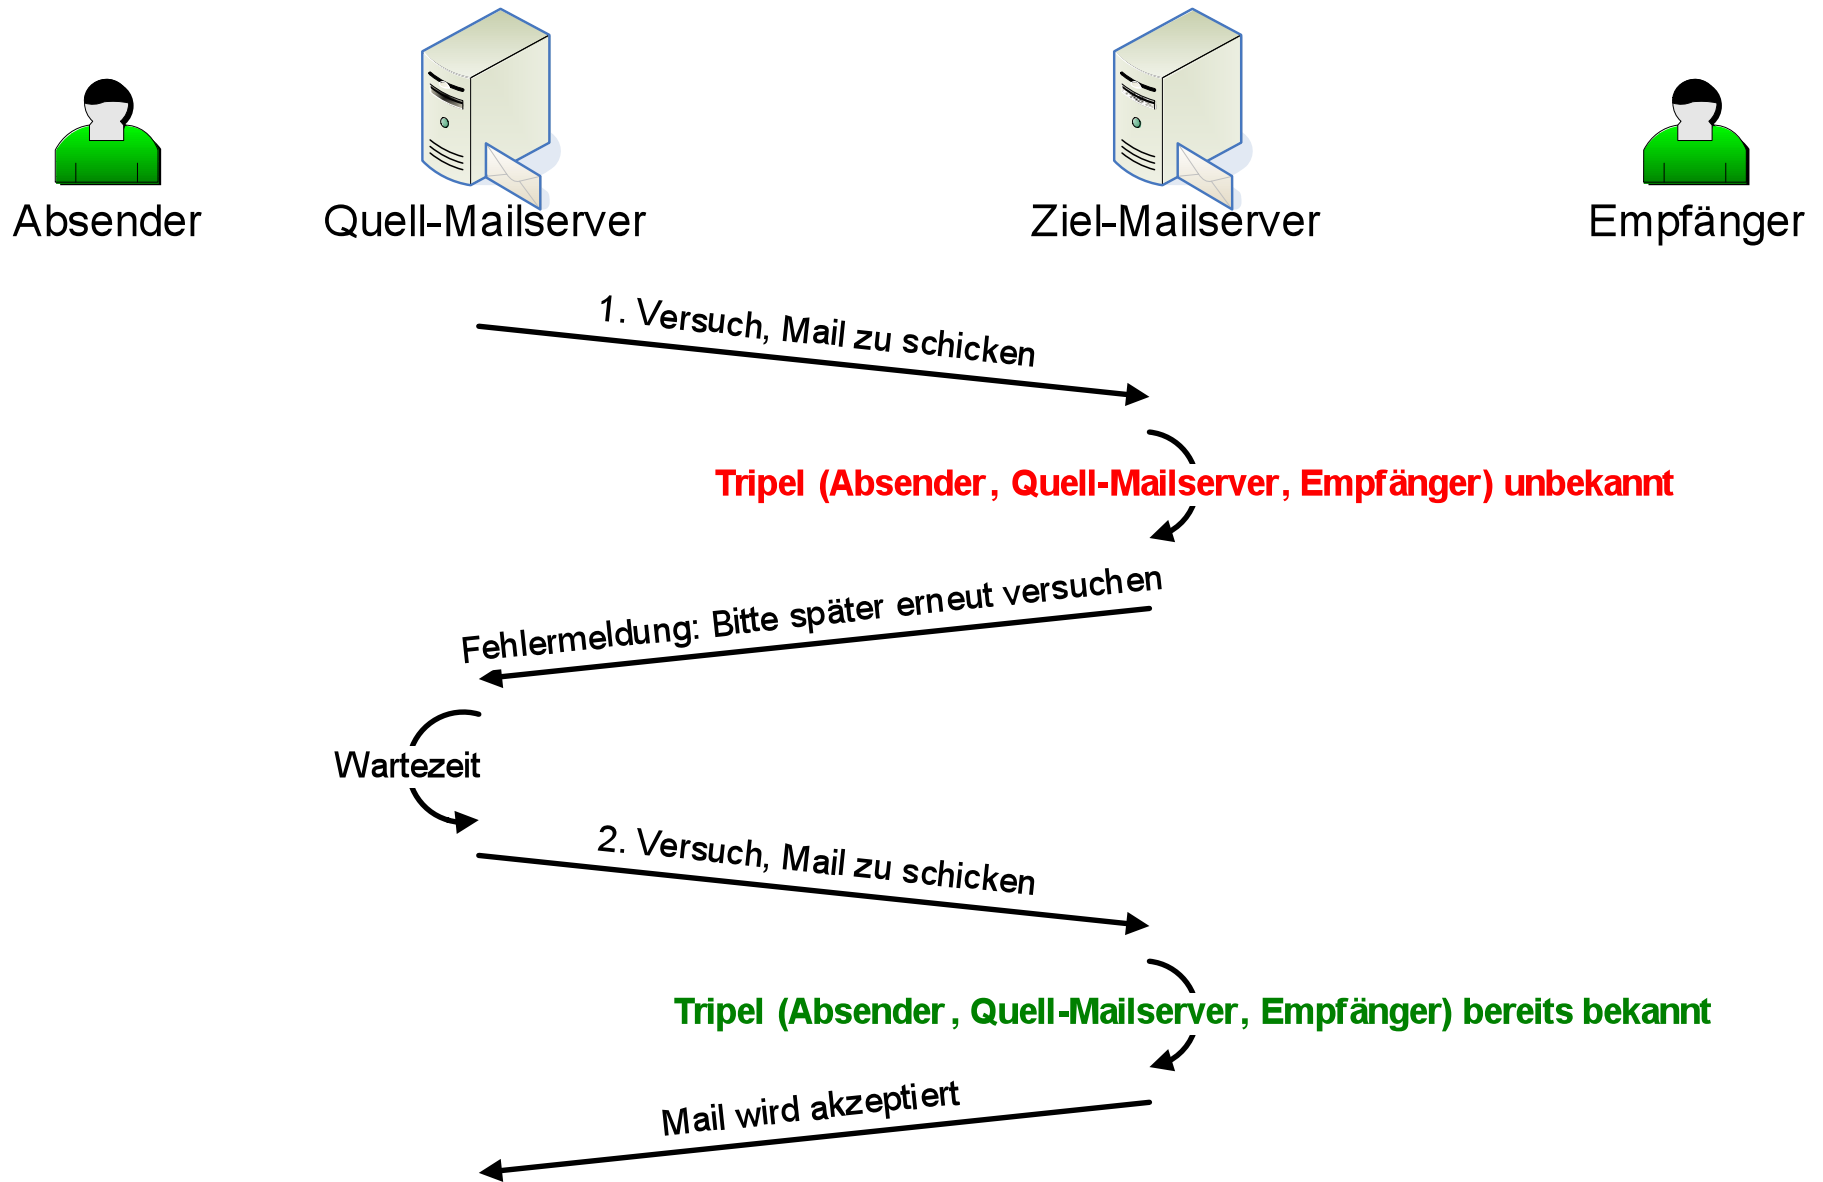 Absender
Quell-Mailserver
Ziel-Mailserver
Empfänger
1. Versuch, Mail zu schicken
Tripel (Absender, Quell-Mailserver, Empfänger) unbekannt
Fehlermeldung: Bitte später erneut versuchen
Wartezeit
2. Versuch, Mail zu schicken
Tripel (Absender, Quell-Mailserver, Empfänger) bereits bekannt
Mail wird akzeptiert